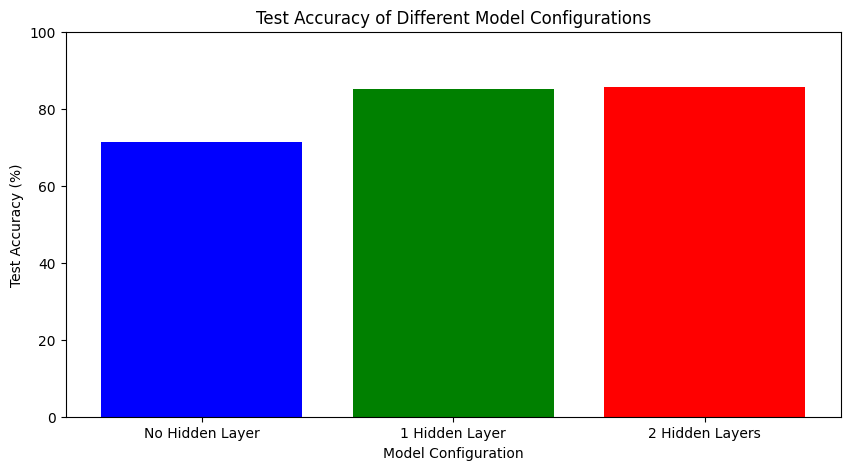 Test Accuracy of Different Model Configurations
100
80
60
40
20
0
Test Accuracy (%)
No Hidden Layer
1 Hidden Layer
2 Hidden Layers
Model Configuration